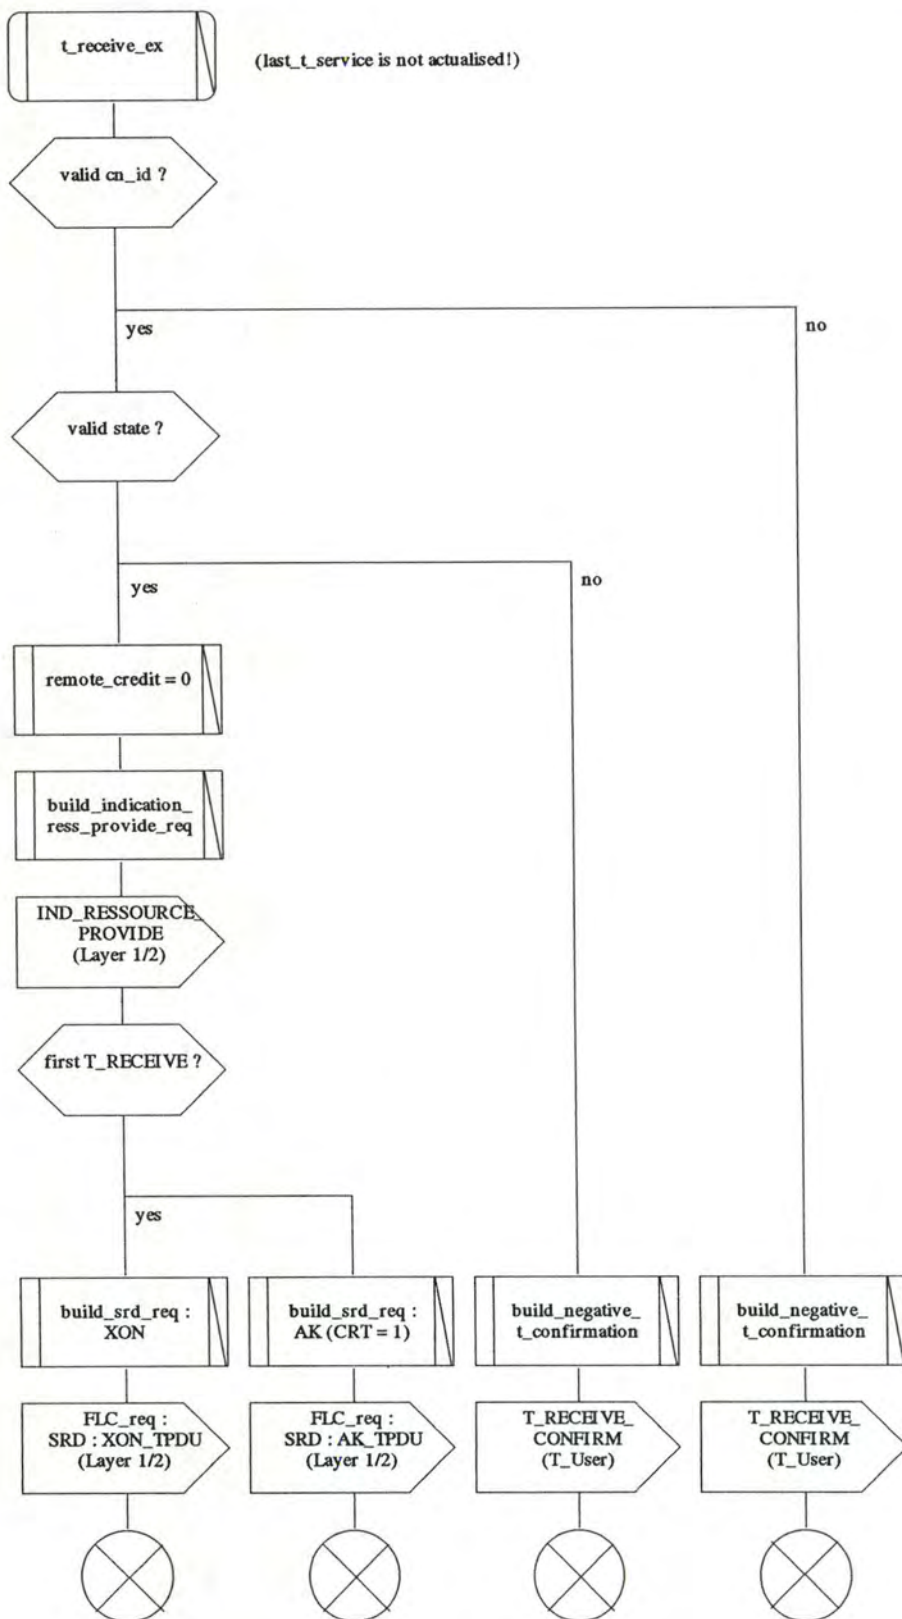 t_receive_ex
(last_t_service is not actualised!)
valid cn_id ?
yes
no
valid state ?
yes
no
remote_credit = 0
build_indication_
ress_provide_req
IND_RESSOURCE_
PROVIDE
(Layer 1/2)
first T_RECEIVE ?
yes
build_srd_req :
XON
build_srd_req :
AK (CRT = 1)
build_negative_
t_confirmation
build_negative_
t_confirmation
FLC_req :
SRD : XON_TPDU
(Layer 1/2)
FLC_req :
SRD : AK_TPDU
(Layer 1/2)
T_RECEIVE_
CONFIRM
(T_User)
T_RECEIVE_
CONFIRM
(T_User)